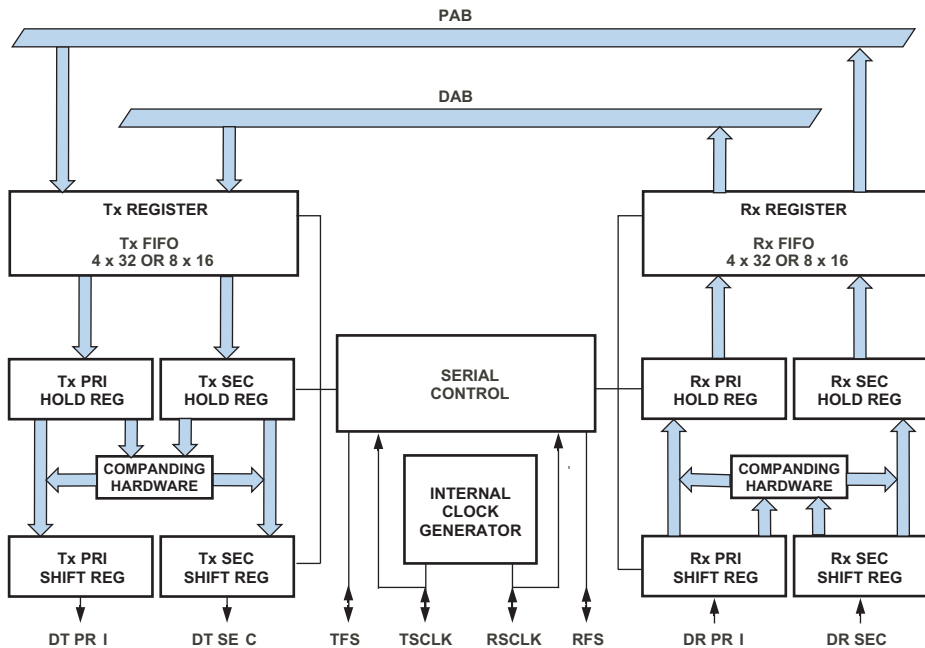 PAB
DAB
Tx REGISTER
Tx FIFO
4 x 32 OR 8 x 16
Rx REGISTER
Rx FIFO
4 x 32 OR 8 x 16
Tx PRI
HOLD REG
Tx SEC
HOLD REG
SERIAL
CONTROL
Rx PRI
HOLD REG
Rx SEC
HOLD REG
COMPANDING
HARDWARE
INTERNAL
CLOCK
GENERATOR
COMPANDING
HARDWARE
Tx PRI
SHIFT REG
Tx SEC
SHIFT REG
Rx PRI
SHIFT REG
Rx SEC
SHIFT REG
DT PR I
DT SE C
TFS
TSCLK
RSCLK
RFS
DR PR I
DR SEC